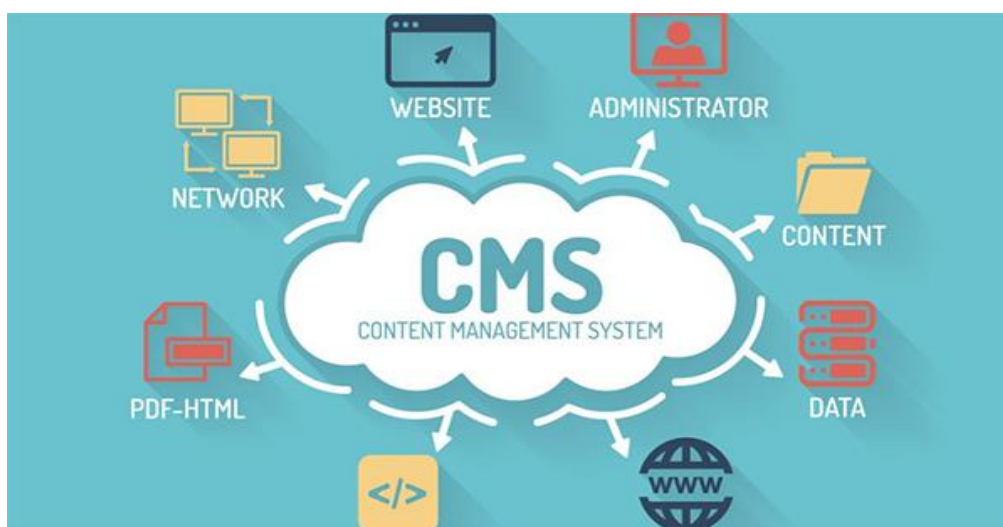 WEBSITE
ADMINISTRATOR
NETWORK
CONTENT
CMS
CONTENT MANAGEMENT SYSTEM
PDF-HTML
DATA
</>
WWW